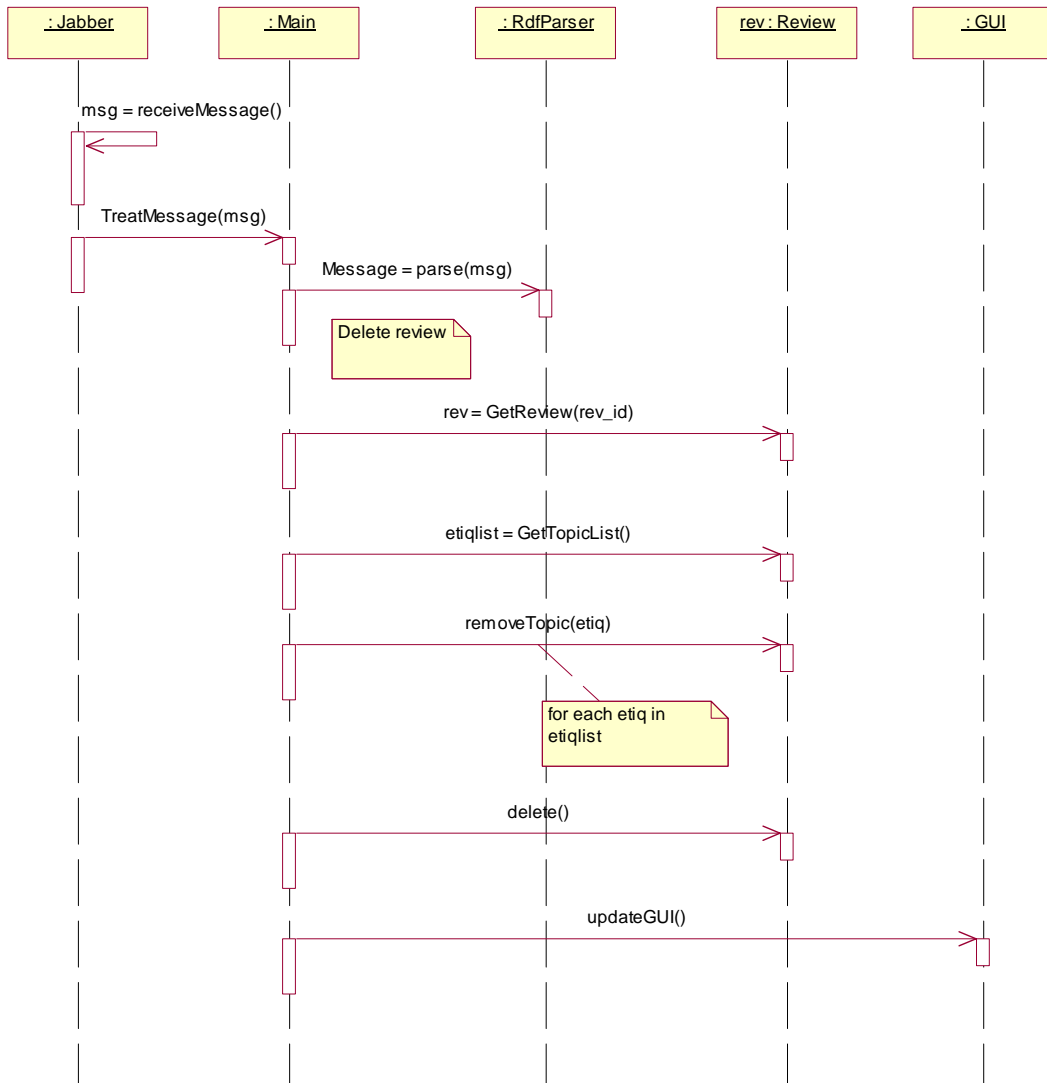 : Jabber
: Main
: RdfParser
rev : Review
: GUI
msg = receiveMessage()
TreatMessage(msg)
Message = parse(msg)
Delete review
rev = GetReview(rev_id)
etiqlist = GetTopicList()
removeTopic(etiq)
for each etiq in
etiqlist
delete()
updateGUI()